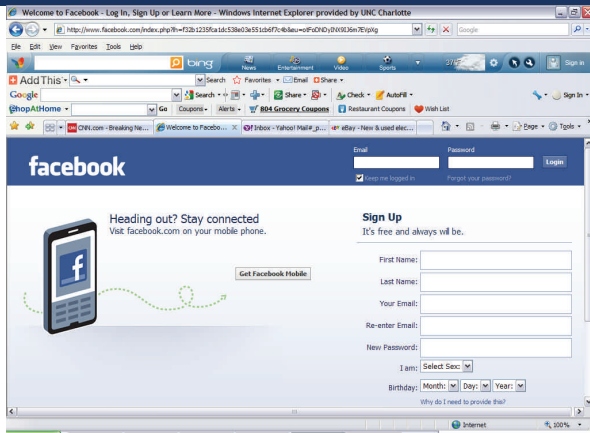 Welcome to Facebook - Log In, Sign Up or Learn More - Windows Internet Explorer provided by UNC Charlotte
File Edit View Favorites Tools Help
bing News Entertainment Video Sports Sign in
AddThis Search Favorites Email Share
Google Search Share Check AutoFill Sign In
ShopAtHome Go Coupons Alerts 804 Grocery Coupons Restaurant Coupons Wish List
CNN.com - Breaking Ne... Welcome to Facebo... X Inbox - Yahoo! Mail eBay - New & used elec... Page Tools
Email Password
facebook Login
Keep me logged in Forgot your password?
Heading out? Stay connected
Visit facebook.com on your mobile phone.
Get Facebook Mobile
Sign Up
It's free and always will be.
First Name:
Last Name:
Your Email:
Re-enter Email:
New Password:
I am: Select Sex:
Birthday: Month: Day: Year:
Why do I need to provide this?
Internet 100%